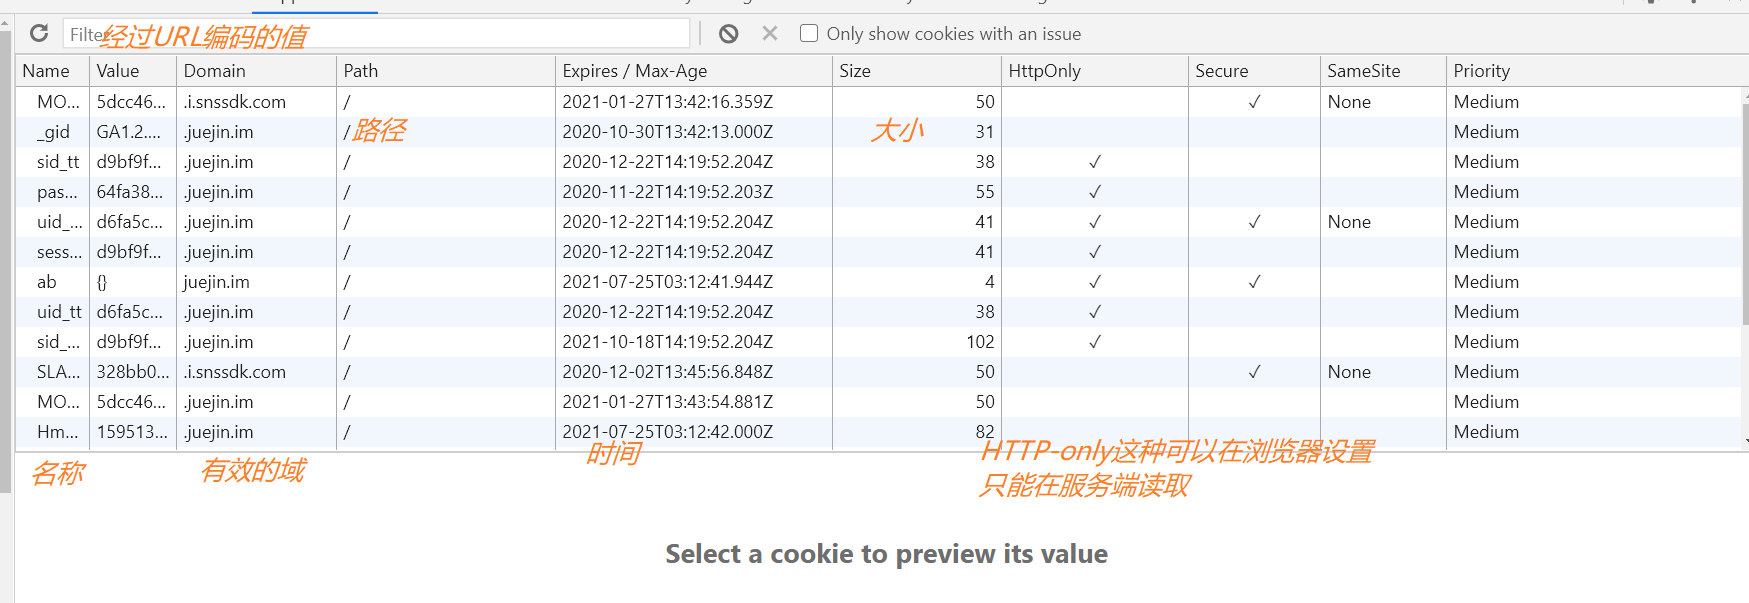 Filter 经过URL编码的值 Only show cookies with an issue
Name Value Domain Path Expires / Max-Age Size HttpOnly Secure SameSite Priority
MO... 5dcc46... .i.snssdk.com / 2021-01-27T13:42:16.359Z 50 ✓ None Medium
_gid GA1.2.... .juejin.im / 2020-10-30T13:42:13.000Z 31 Medium
路径 大小
sid_tt d9bf9f... .juejin.im / 2020-12-22T14:19:52.204Z 38 ✓ Medium
pas... 64fa38... .juejin.im / 2020-11-22T14:19:52.203Z 55 ✓ Medium
uid_... d6fa5c... .juejin.im / 2020-12-22T14:19:52.204Z 41 ✓ ✓ None Medium
sess... d9bf9f... .juejin.im / 2020-12-22T14:19:52.204Z 41 ✓ Medium
ab {} juejin.im / 2021-07-25T03:12:41.944Z 4 ✓ ✓ Medium
uid_tt d6fa5c... .juejin.im / 2020-12-22T14:19:52.204Z 38 ✓ Medium
sid_... d9bf9f... .juejin.im / 2021-10-18T14:19:52.204Z 102 ✓ Medium
SLA... 328bb0... .i.snssdk.com / 2020-12-02T13:45:56.848Z 50 ✓ None Medium
MO... 5dcc46... .juejin.im / 2021-01-27T13:43:54.881Z 50 Medium
Hm... 159513... .juejin.im / 2021-07-25T03:12:42.000Z 82 Medium
名称 有效的域 时间 HTTP-only这种可以在浏览器设置
只能在服务端读取
Select a cookie to preview its value